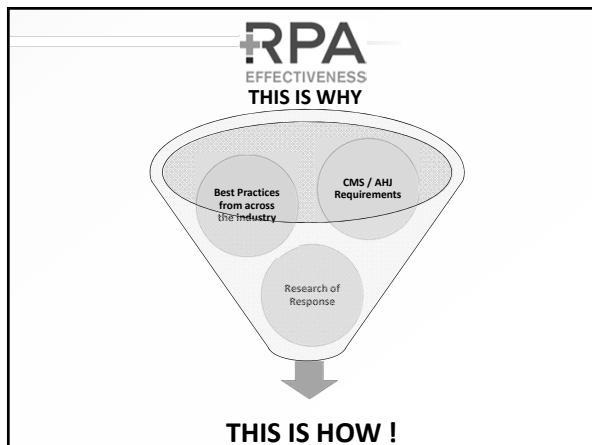 RPA
EFFECTIVENESS
THIS IS WHY
Best Practices
from across
the industry
CMS / AHJ
Requirements
Research of
Response
THIS IS HOW !